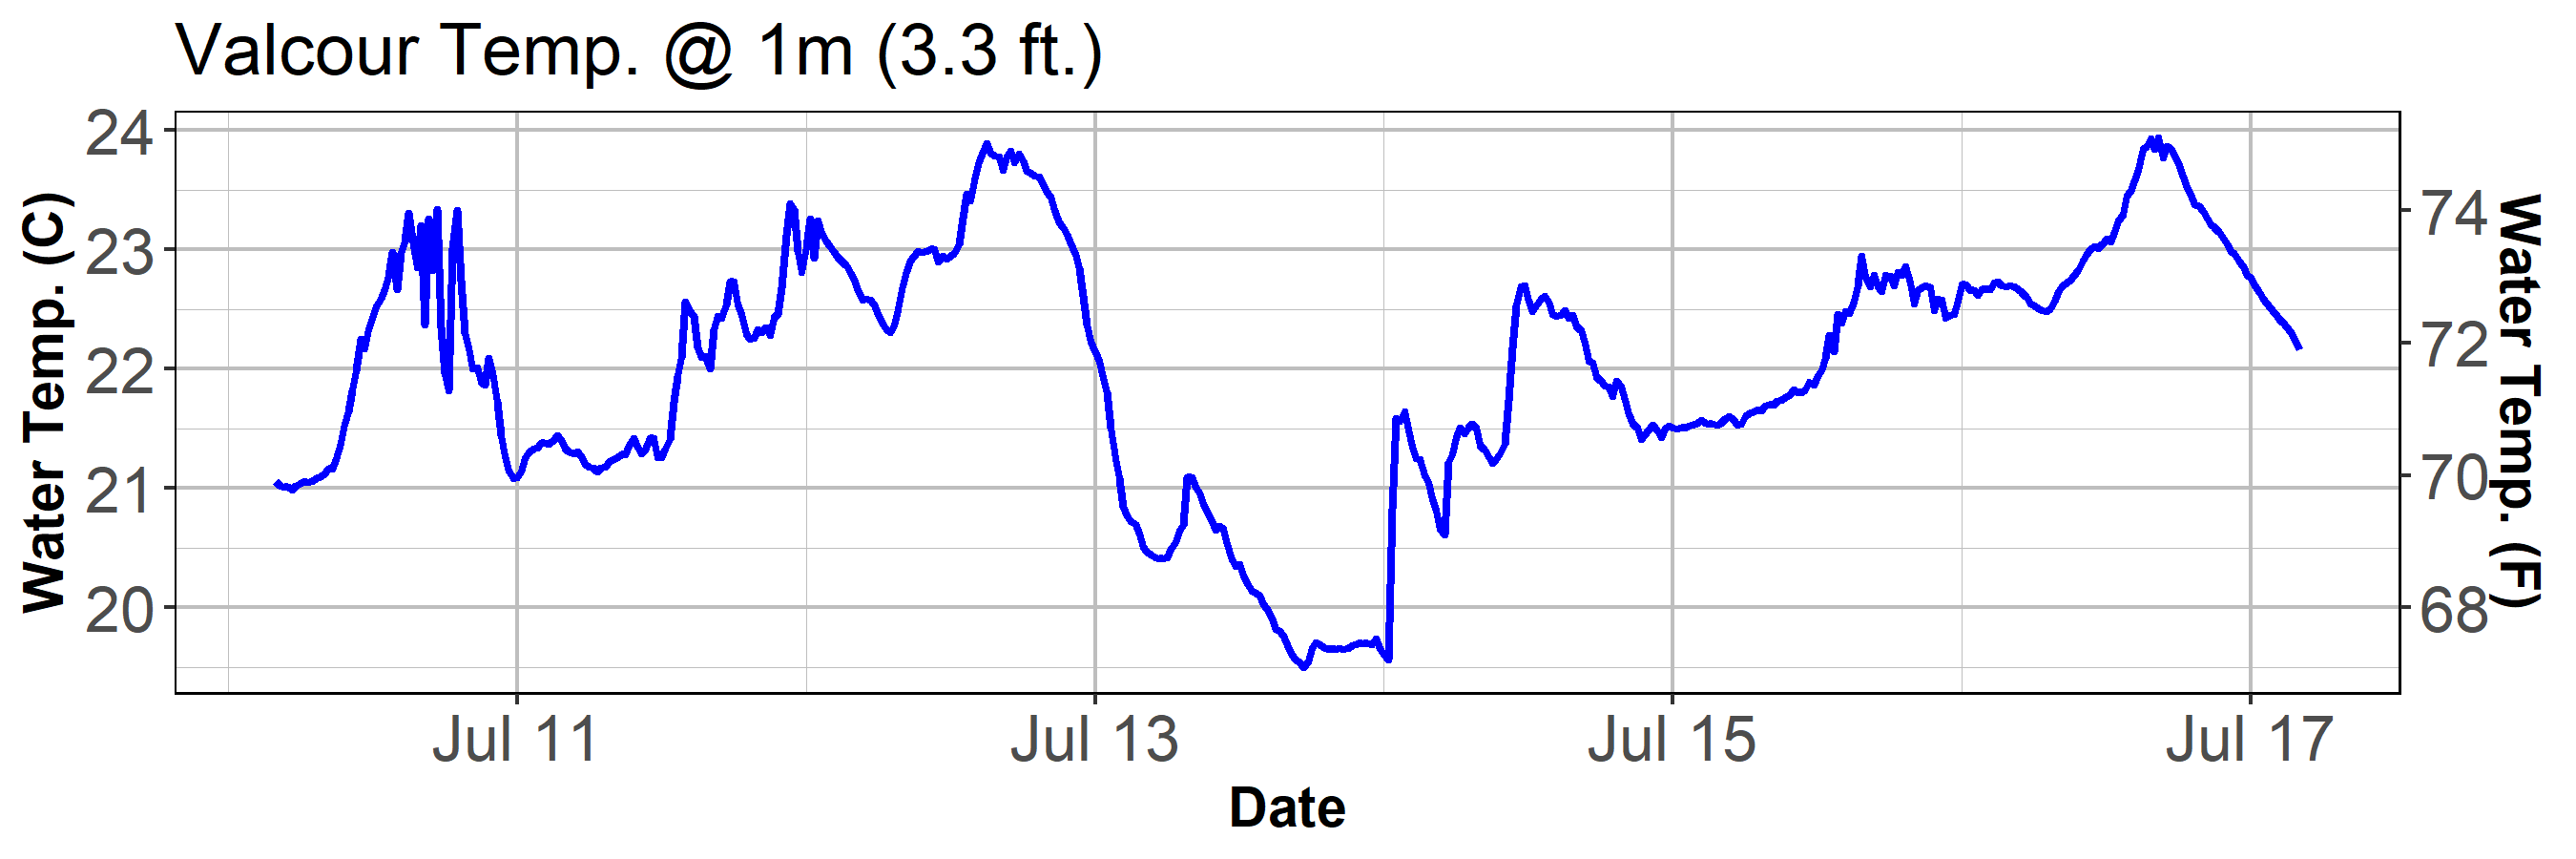 Valcour Temp. @ 1m (3.3 ft.)
Water Temp. (C)
24
23
22
21
20
74
72
70
68
Water Temp. (F)
Jul 11 Jul 13 Jul 15 Jul 17
Date